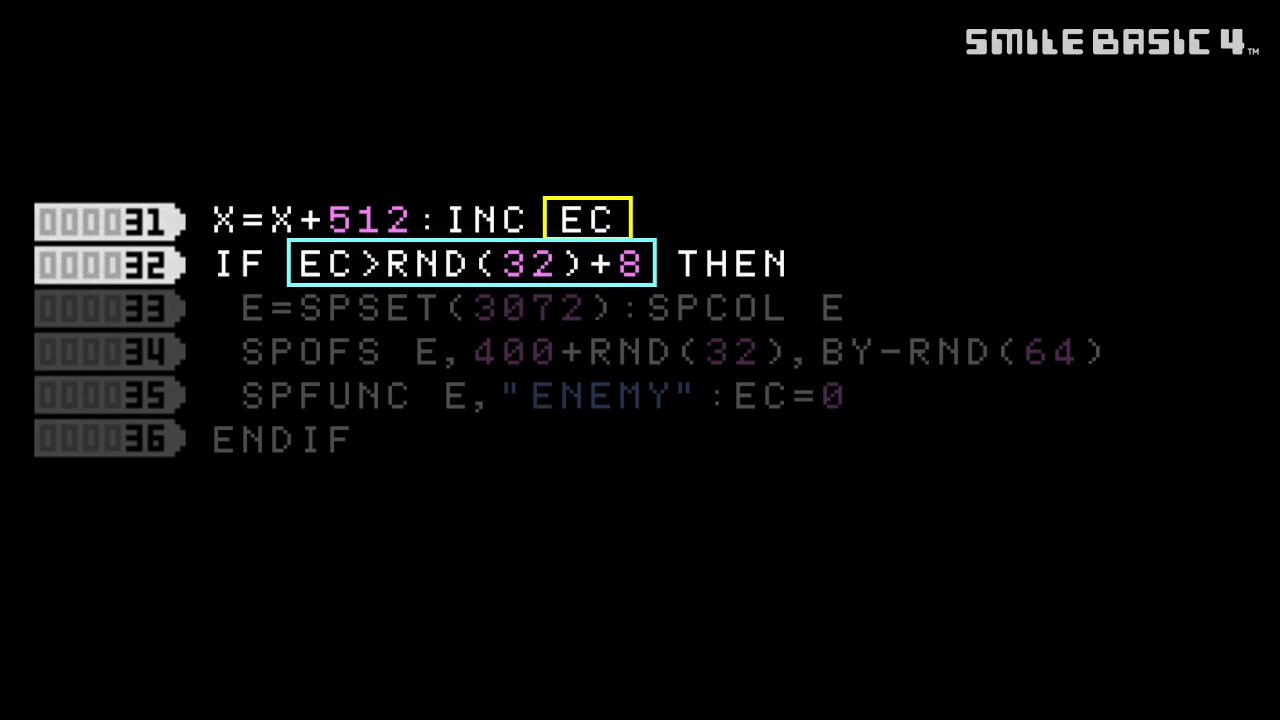 SMILE BASIC 4™
000031 X=X+512:INC EC
000032 IF EC>RND(32)+8 THEN
000033 E=SPSET(3072):SPCOL E
000034 SPOFS E,400+RND(32),BY-RND(64)
000035 SPFUNC E,"ENEMY":EC=0
000036 ENDIF